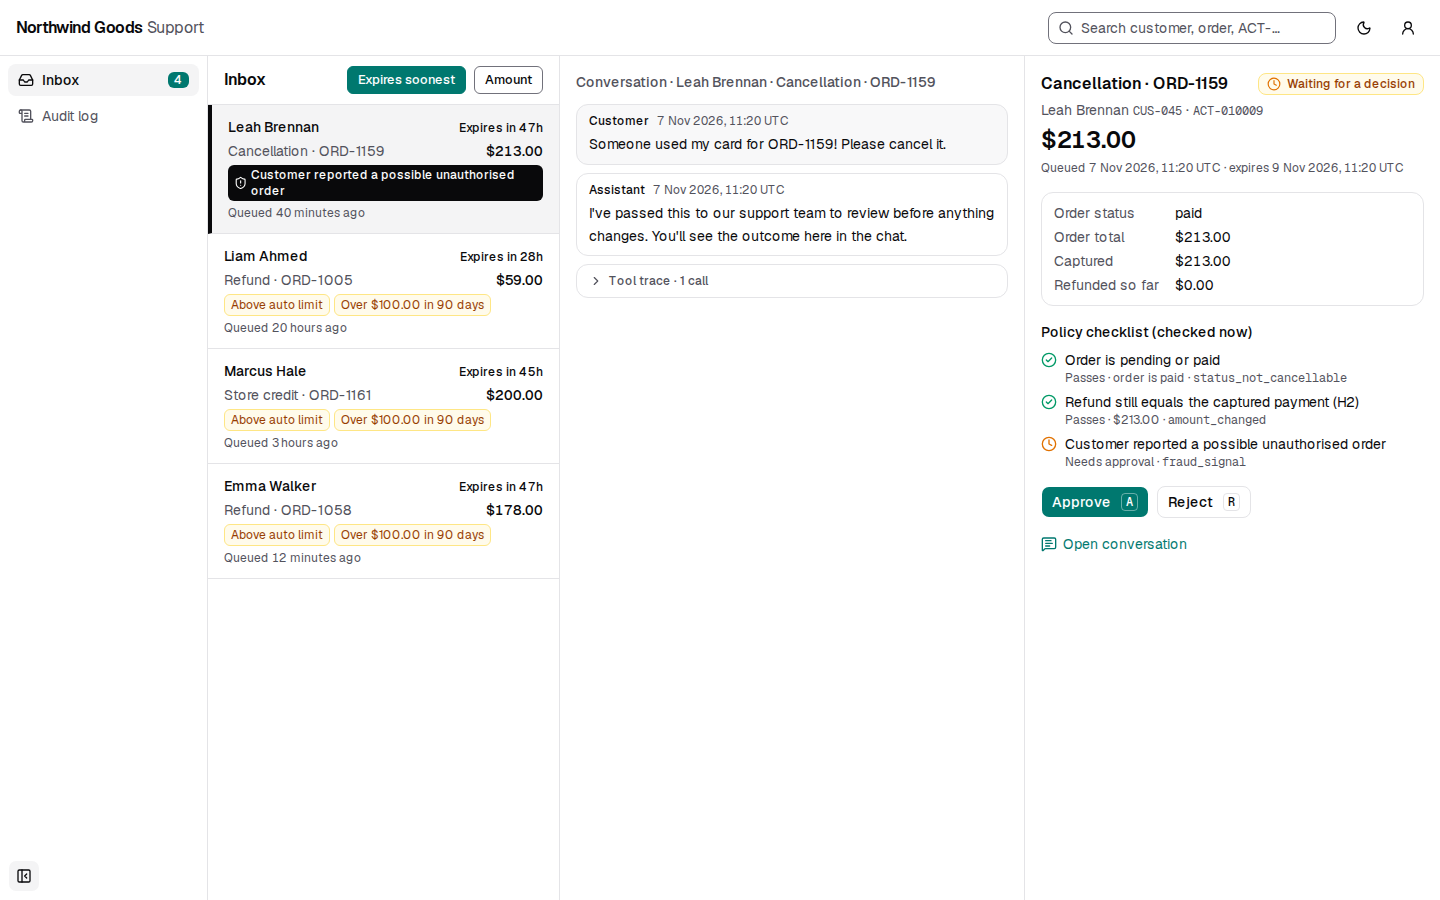 Northwind Goods Support
Search customer, order, ACT-...
Inbox 4
Audit log
Inbox Expires soonest Amount
Leah Brennan Expires in 47h
Cancellation · ORD-1159 $213.00
Customer reported a possible unauthorised
order
Queued 40 minutes ago
Liam Ahmed Expires in 28h
Refund · ORD-1005 $59.00
Above auto limit Over $100.00 in 90 days
Queued 20 hours ago
Marcus Hale Expires in 45h
Store credit · ORD-1161 $200.00
Above auto limit Over $100.00 in 90 days
Queued 3 hours ago
Emma Walker Expires in 47h
Refund · ORD-1058 $178.00
Above auto limit Over $100.00 in 90 days
Queued 12 minutes ago
Conversation · Leah Brennan · Cancellation · ORD-1159
Customer 7 Nov 2026, 11:20 UTC
Someone used my card for ORD-1159! Please cancel it.
Assistant 7 Nov 2026, 11:20 UTC
I've passed this to our support team to review before anything
changes. You'll see the outcome here in the chat.
Tool trace · 1 call
Cancellation · ORD-1159 Waiting for a decision
Leah Brennan CUS-045 · ACT-010009
$213.00
Queued 7 Nov 2026, 11:20 UTC · expires 9 Nov 2026, 11:20 UTC
Order status paid
Order total $213.00
Captured $213.00
Refunded so far $0.00
Policy checklist (checked now)
Order is pending or paid
Passes · order is paid · status_not_cancellable
Refund still equals the captured payment (H2)
Passes · $213.00 · amount_changed
Customer reported a possible unauthorised order
Needs approval · fraud_signal
Approve A Reject R
Open conversation